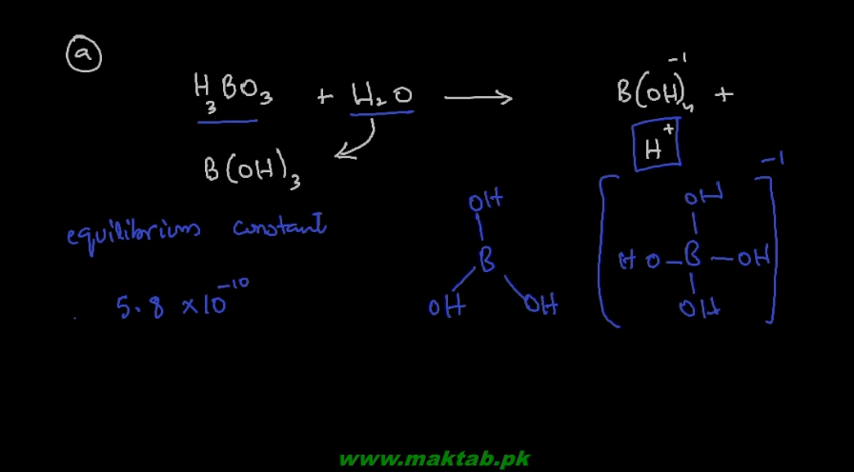 a
H₃BO₃ + H₂O ⟶ B(OH)₄⁻¹ +
H⁺
B(OH)₃
equilibrium constant
5.8 × 10⁻¹⁰
OH
B
OH OH
[ ]⁻¹
OH
HO – B – OH
OH
www.maktab.pk